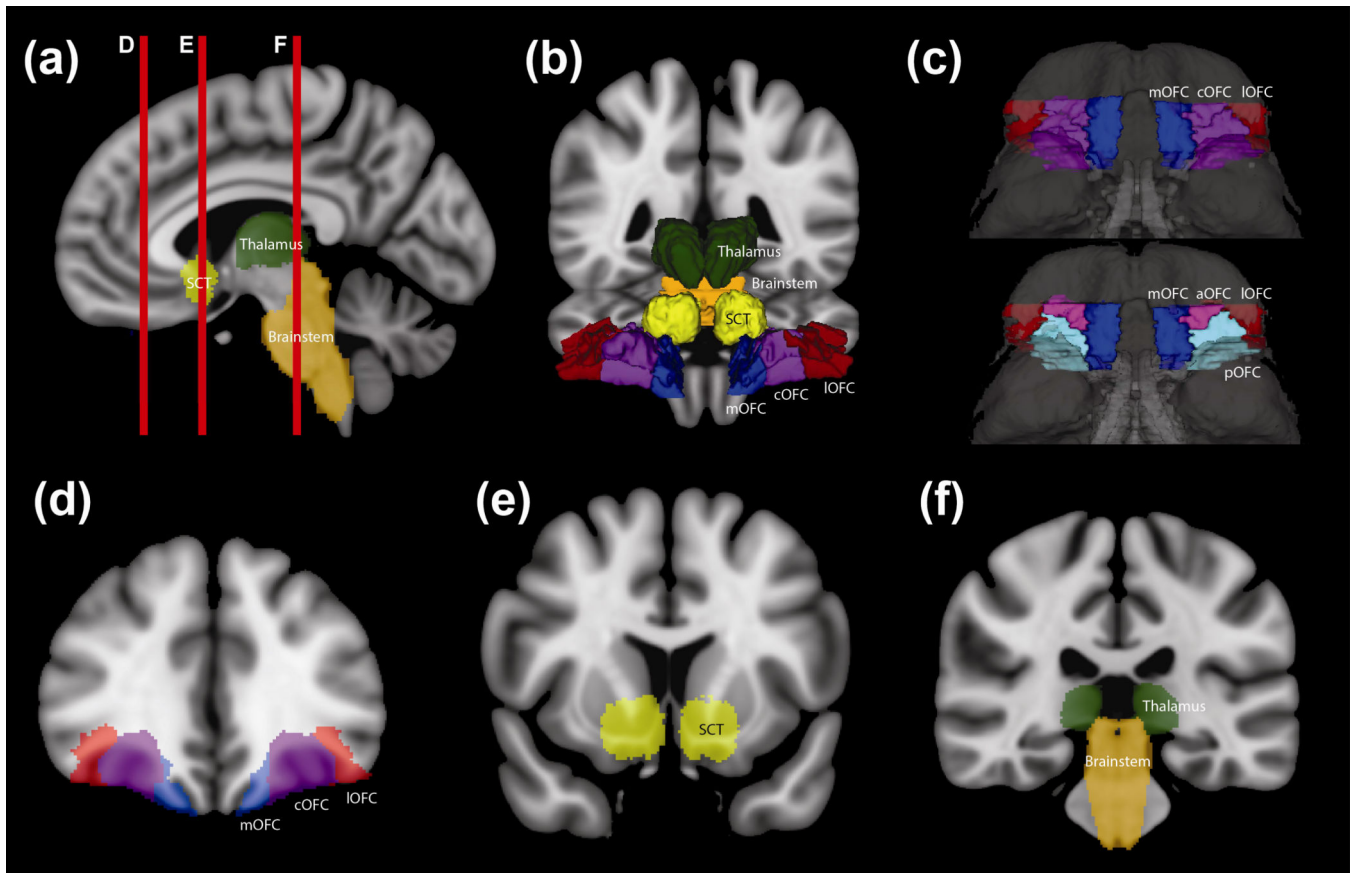 (a)
D
E
F
Thalamus
SCT
Brainstem
(b)
Thalamus
Brainstem
SCT
mOFC
cOFC
lOFC
(c)
mOFC cOFC lOFC
mOFC aOFC lOFC
pOFC
(d)
mOFC
cOFC
lOFC
(e)
SCT
(f)
Thalamus
Brainstem